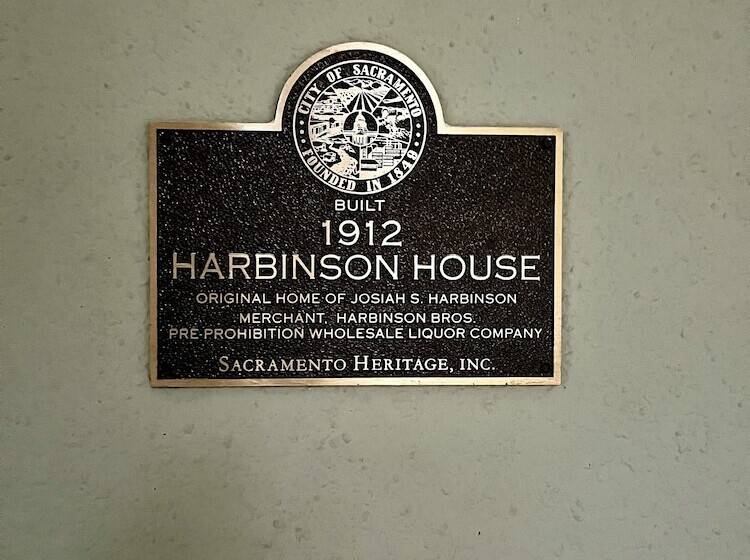 CITY OF SACRAMENTO
FOUNDED IN 1849
BUILT
1912
HARBINSON HOUSE
ORIGINAL HOME OF JOSIAH S. HARBINSON
MERCHANT, HARBINSON BROS.
PRE-PROHIBITION WHOLESALE LIQUOR COMPANY
SACRAMENTO HERITAGE, INC.